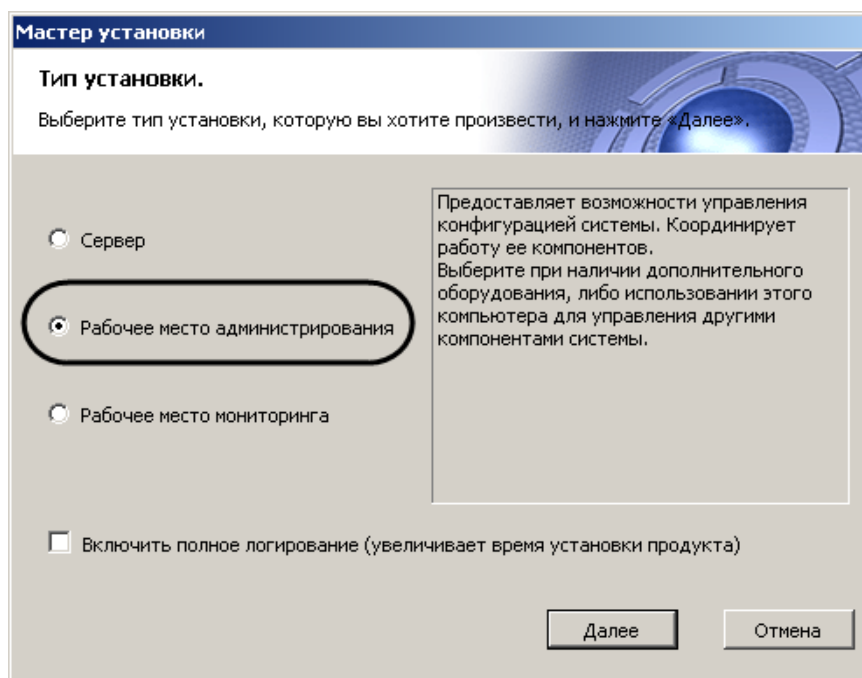 Мастер установки
Тип установки.
Выберите тип установки, которую вы хотите произвести, и нажмите «Далее».
Сервер
Рабочее место администрирования
Рабочее место мониторинга
Предоставляет возможности управления
конфигурацией системы. Координирует
работу ее компонентов.
Выберите при наличии дополнительного
оборудования, либо использовании этого
компьютера для управления другими
компонентами системы.
Включить полное логирование (увеличивает время установки продукта)
Далее
Отмена